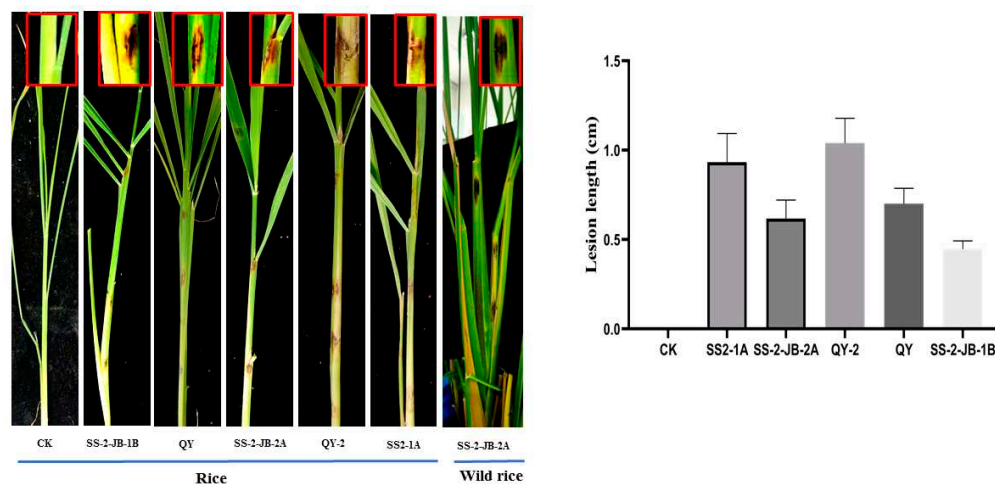 CK SS-2-JB-1B QY SS-2-JB-2A QY-2 SS2-1A SS-2-JB-2A
Rice Wild rice
Lesion length (cm)
1.5
1.0
0.5
0.0
CK SS2-1A SS-2-JB-2A QY-2 QY SS-2-JB-1B